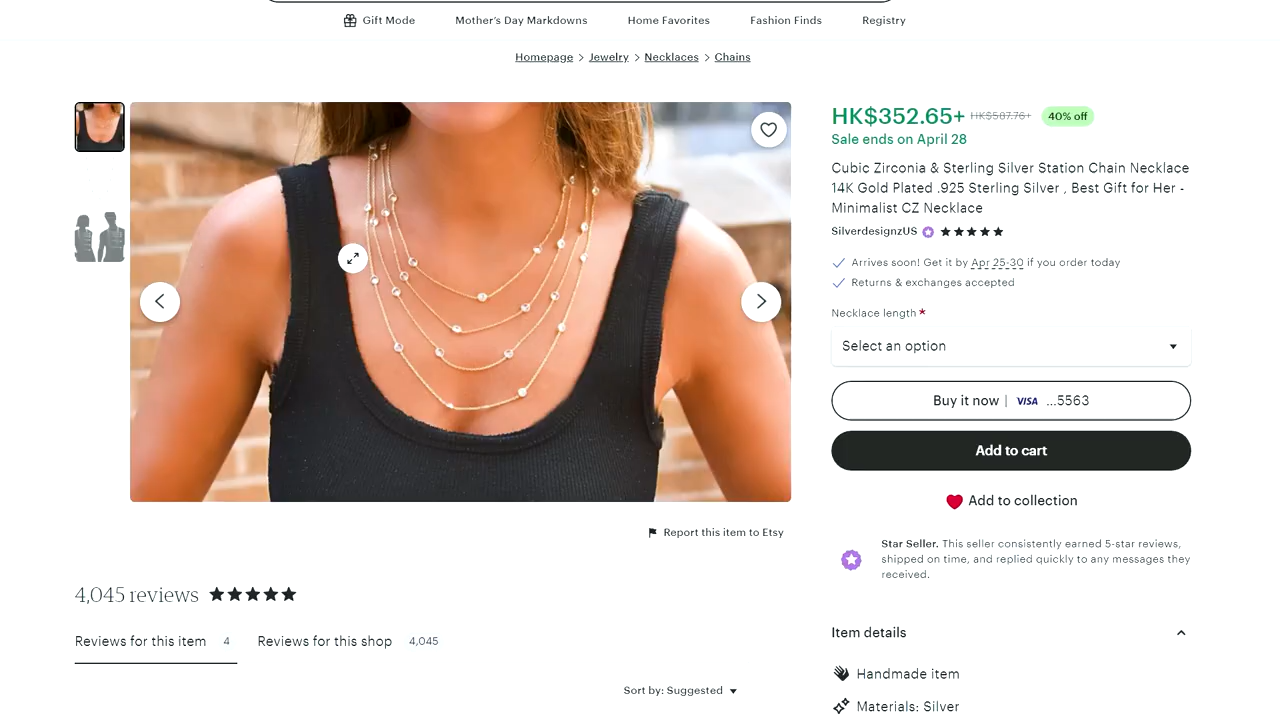 Gift Mode
Mother's Day Markdowns
Home Favorites
Fashion Finds
Registry
Homepage > Jewelry > Necklaces > Chains
HK$352.65+ HK$587.76+ 40% off
Sale ends on April 28
Cubic Zirconia & Sterling Silver Station Chain Necklace
14K Gold Plated .925 Sterling Silver , Best Gift for Her -
Minimalist CZ Necklace
SilverdesignzUS
Arrives soon! Get it by Apr 25-30 if you order today
Returns & exchanges accepted
Necklace length *
Select an option
Buy it now | VISA ...5563
Add to cart
Add to collection
Star Seller. This seller consistently earned 5-star reviews,
shipped on time, and replied quickly to any messages they
received.
Item details
Handmade item
Materials: Silver
Report this item to Etsy
4,045 reviews
Reviews for this item 4
Reviews for this shop 4,045
Sort by: Suggested